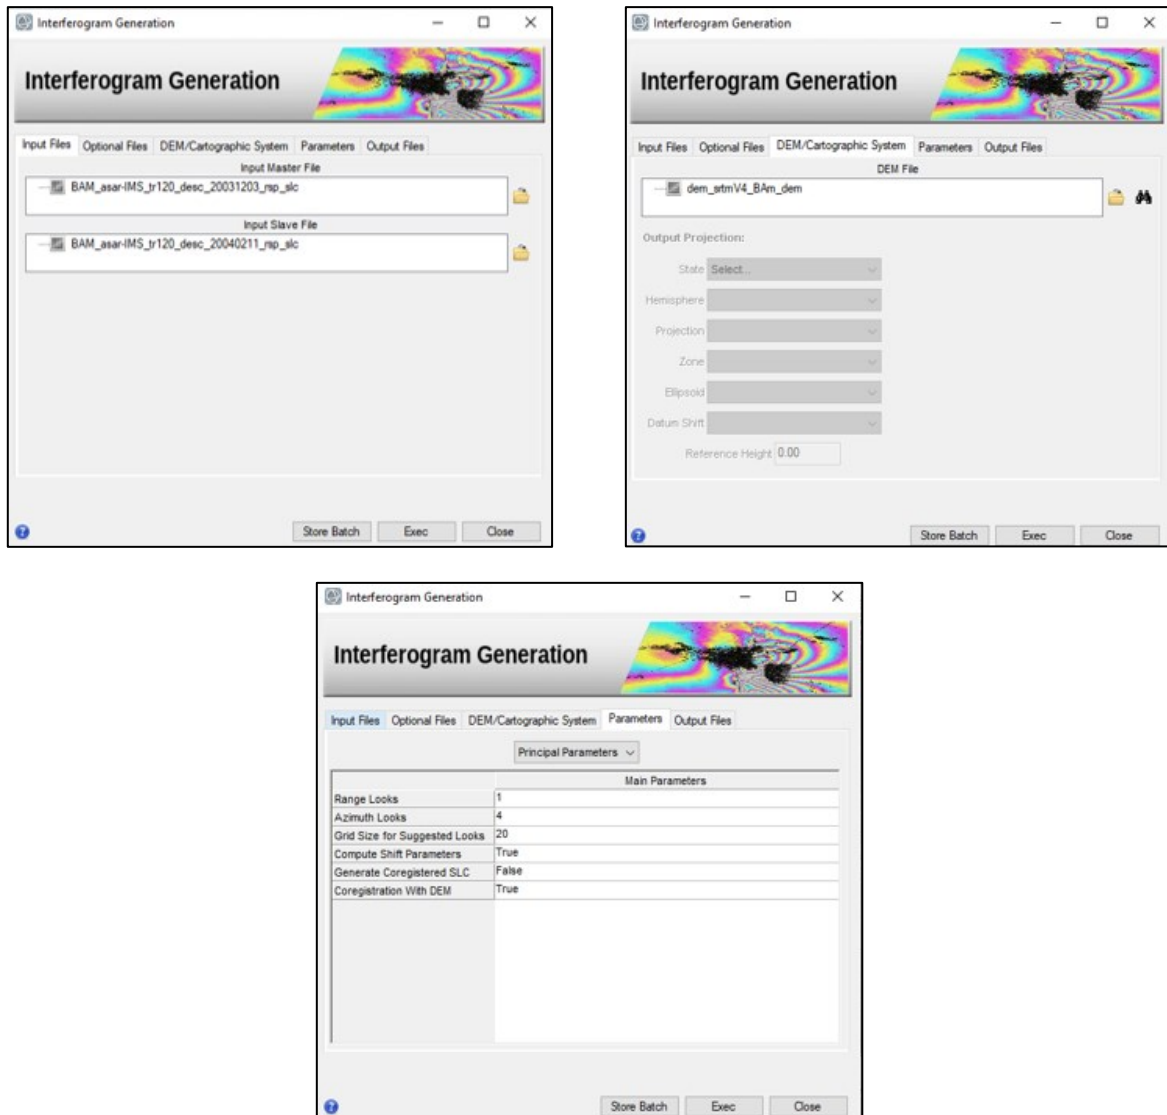 Interferogram Generation
Interferogram Generation
Input Files Optional Files DEM/Cartographic System Parameters Output Files
Input Master File
BAM_asar-IMS_tr120_desc_20031203_rsp_slc
Input Slave File
BAM_asar-IMS_tr120_desc_20040211_rsp_slc
Store Batch Exec Close
Interferogram Generation
Interferogram Generation
Input Files Optional Files DEM/Cartographic System Parameters Output Files
DEM File
dem_srtmV4_BAm_dem
Output Projection:
State Select...
Hemisphere
Projection
Zone
Ellipsoid
Datum Shift
Reference Height 0.00
Store Batch Exec Close
Interferogram Generation
Interferogram Generation
Input Files Optional Files DEM/Cartographic System Parameters Output Files
Principal Parameters
Main Parameters
Range Looks 1
Azimuth Looks 4
Grid Size for Suggested Looks 20
Compute Shift Parameters True
Generate Coregistered SLC False
Coregistration With DEM True
Store Batch Exec Close